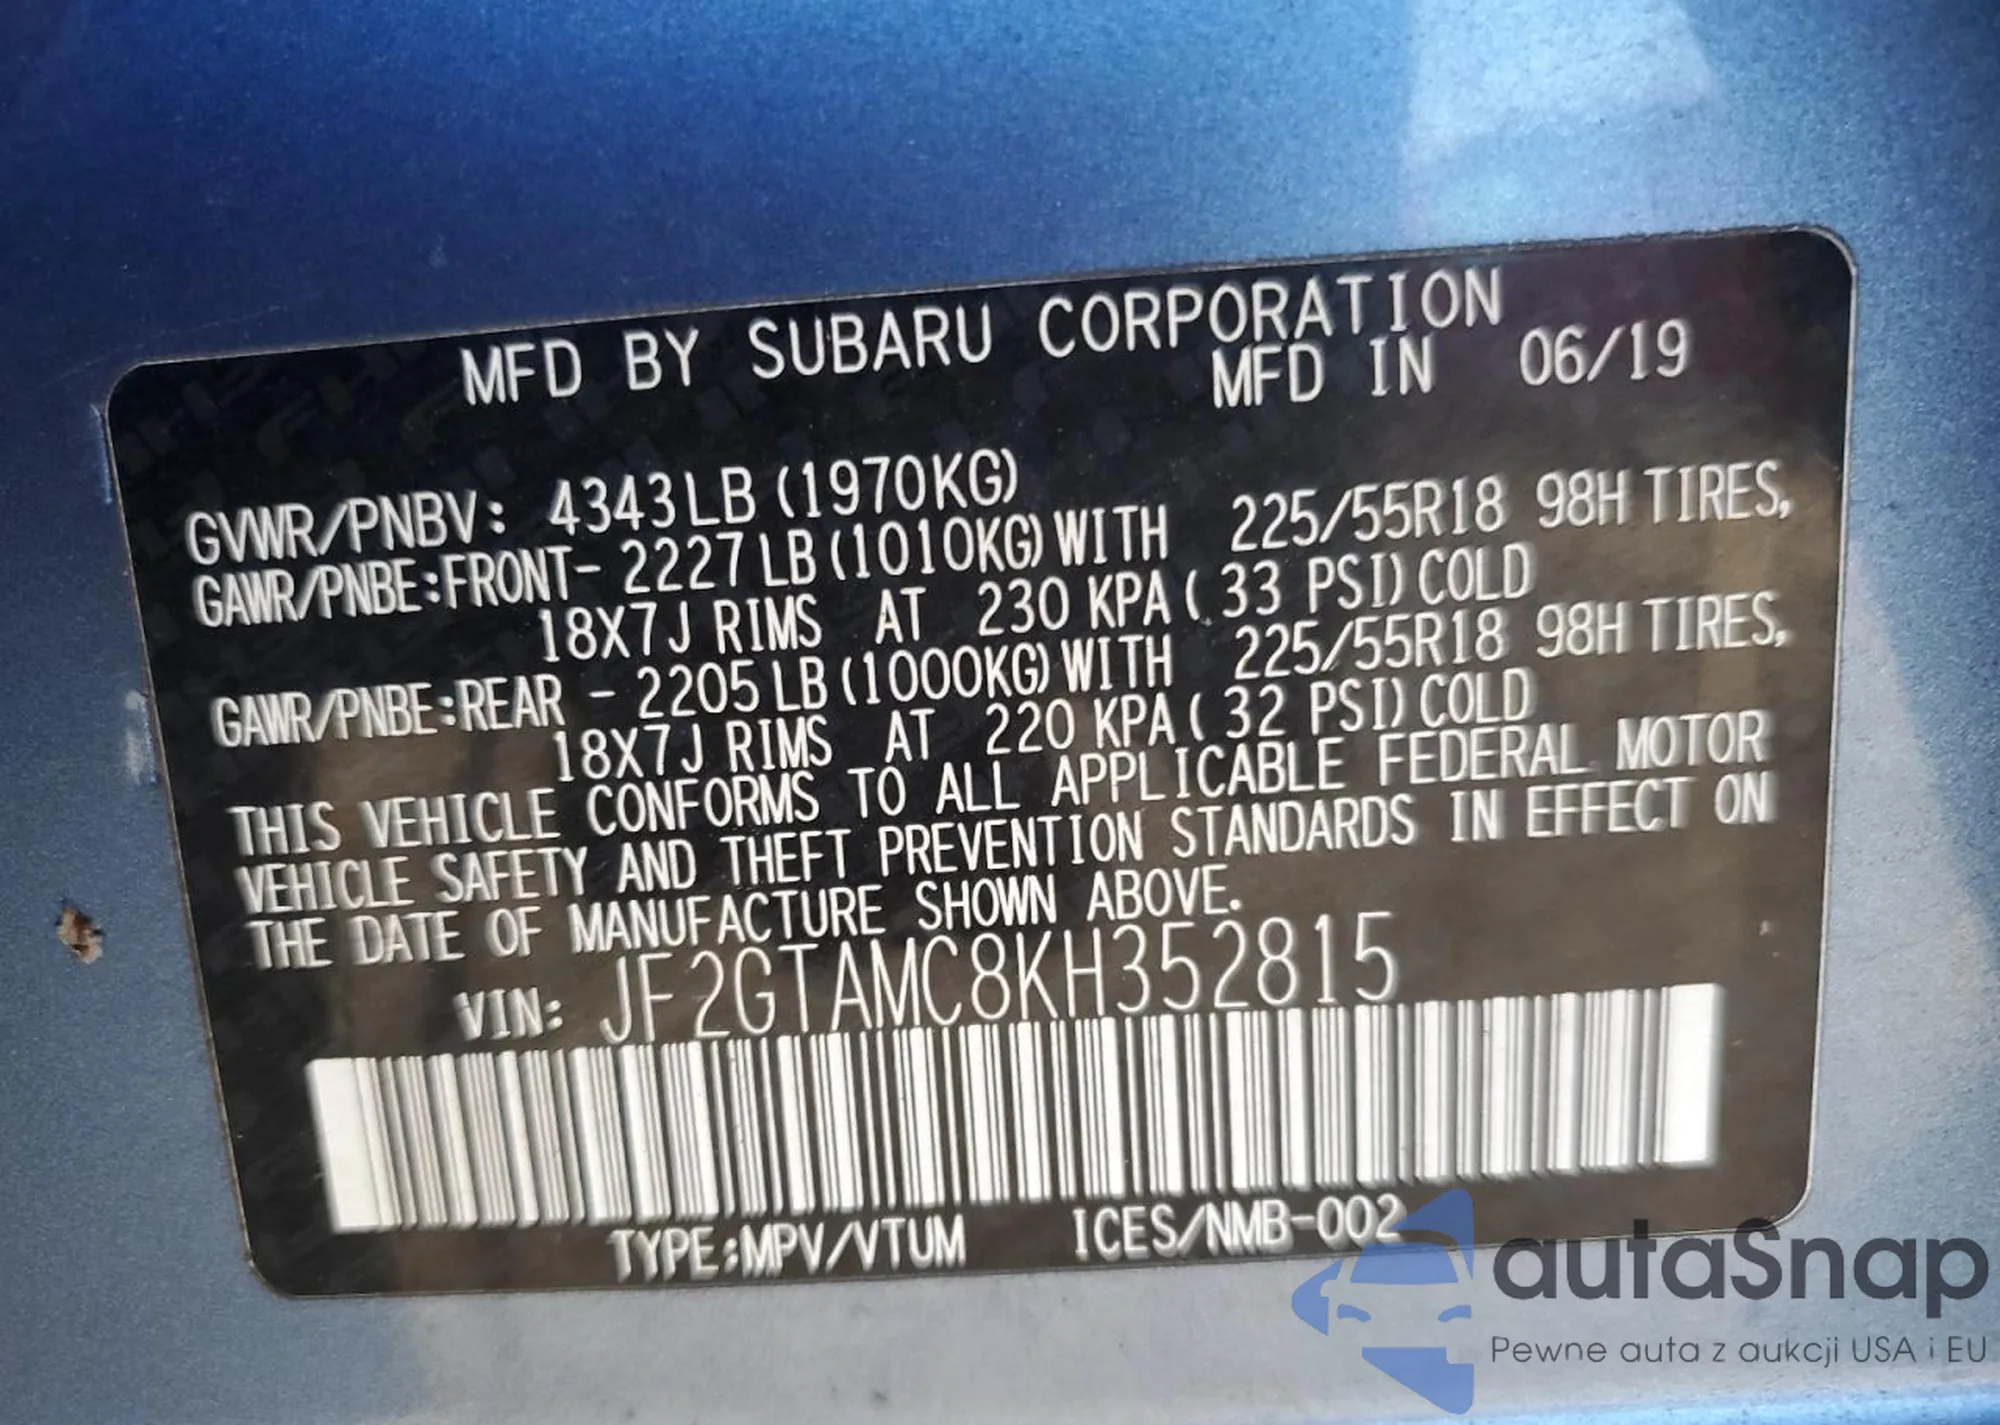 MFD BY SUBARU CORPORATION
MFD IN 06/19
GVWR/PNBV: 4343LB (1970KG)
GAWR/PNBE:FRONT- 2227LB (1010KG) WITH 225/55R18 98H TIRES,
18X7J RIMS AT 230 KPA ( 33 PSI) COLD
GAWR/PNBE:REAR - 2205LB (1000KG) WITH 225/55R18 98H TIRES,
18X7J RIMS AT 220 KPA ( 32 PSI) COLD
THIS VEHICLE CONFORMS TO ALL APPLICABLE FEDERAL MOTOR
VEHICLE SAFETY AND THEFT PREVENTION STANDARDS IN EFFECT ON
THE DATE OF MANUFACTURE SHOWN ABOVE.
VIN: JF2GTAMC8KH352815
TYPE:MPV/VTUM ICES/NMB-002
autaSnap
Pewne auta z aukcji USA i EU